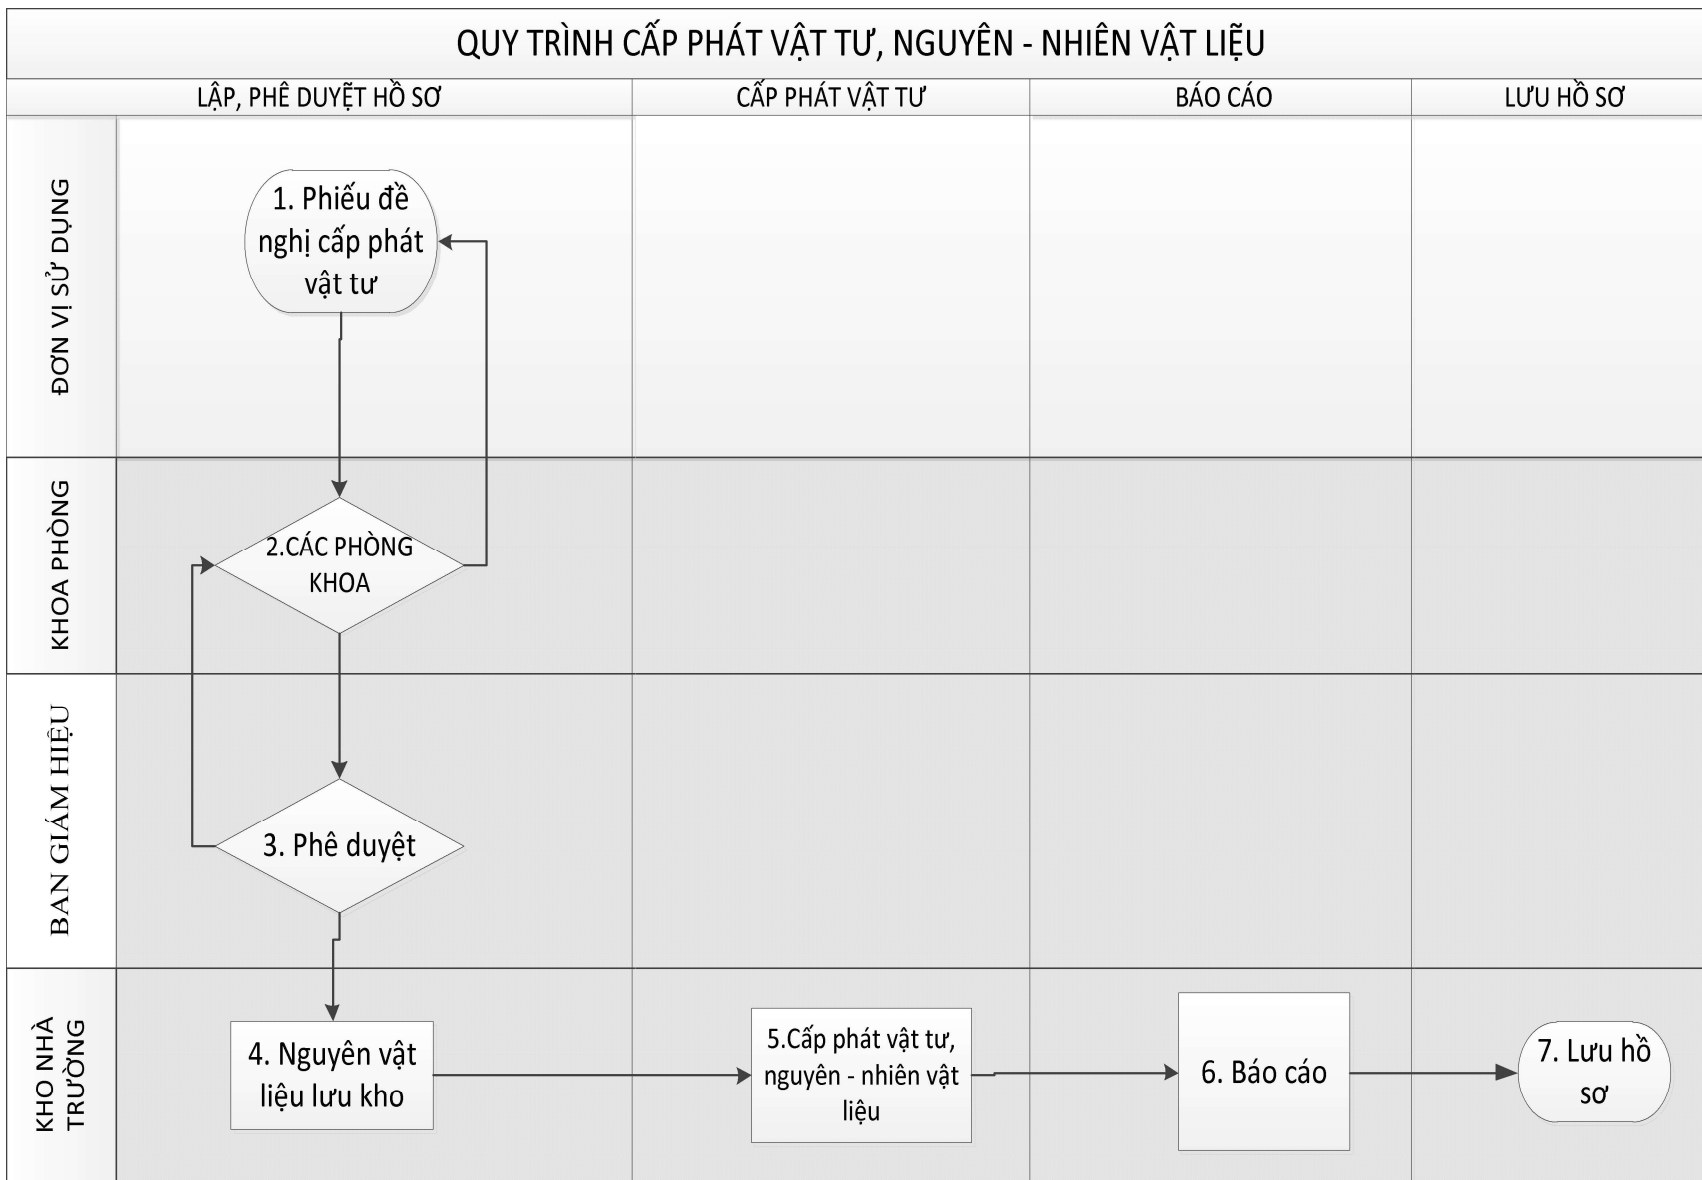 QUY TRÌNH CẤP PHÁT VẬT TƯ, NGUYÊN - NHIÊN VẬT LIỆU
LẬP, PHÊ DUYỆT HỒ SƠ
CẤP PHÁT VẬT TƯ
BÁO CÁO
LƯU HỒ SƠ
ĐƠN VỊ SỬ DỤNG
1. Phiếu đề
nghị cấp phát
vật tư
KHOA PHÒNG
2.CÁC PHÒNG
KHOA
BAN GIÁM HIỆU
3. Phê duyệt
KHO NHÀ
TRƯỜNG
4. Nguyên vật
liệu lưu kho
5.Cấp phát vật tư,
nguyên - nhiên vật
liệu
6. Báo cáo
7. Lưu hồ
sơ